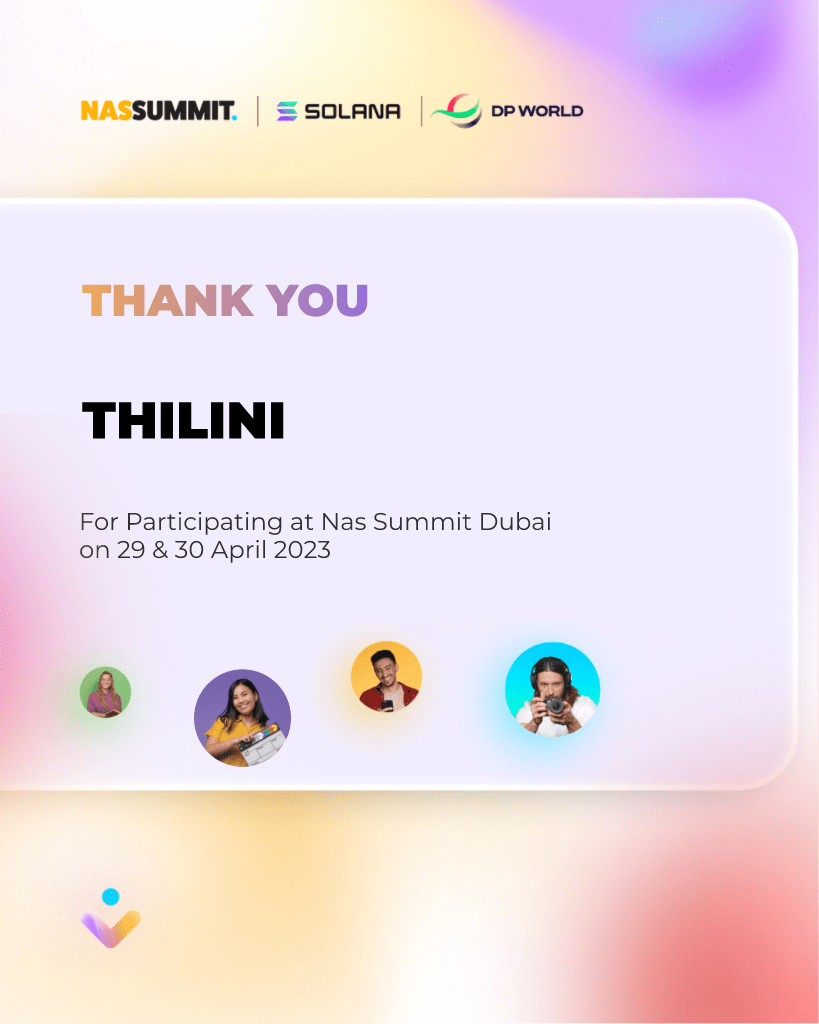 NASSUMMIT. | SOLANA | DP WORLD
THANK YOU
THILINI
For Participating at Nas Summit Dubai
on 29 & 30 April 2023